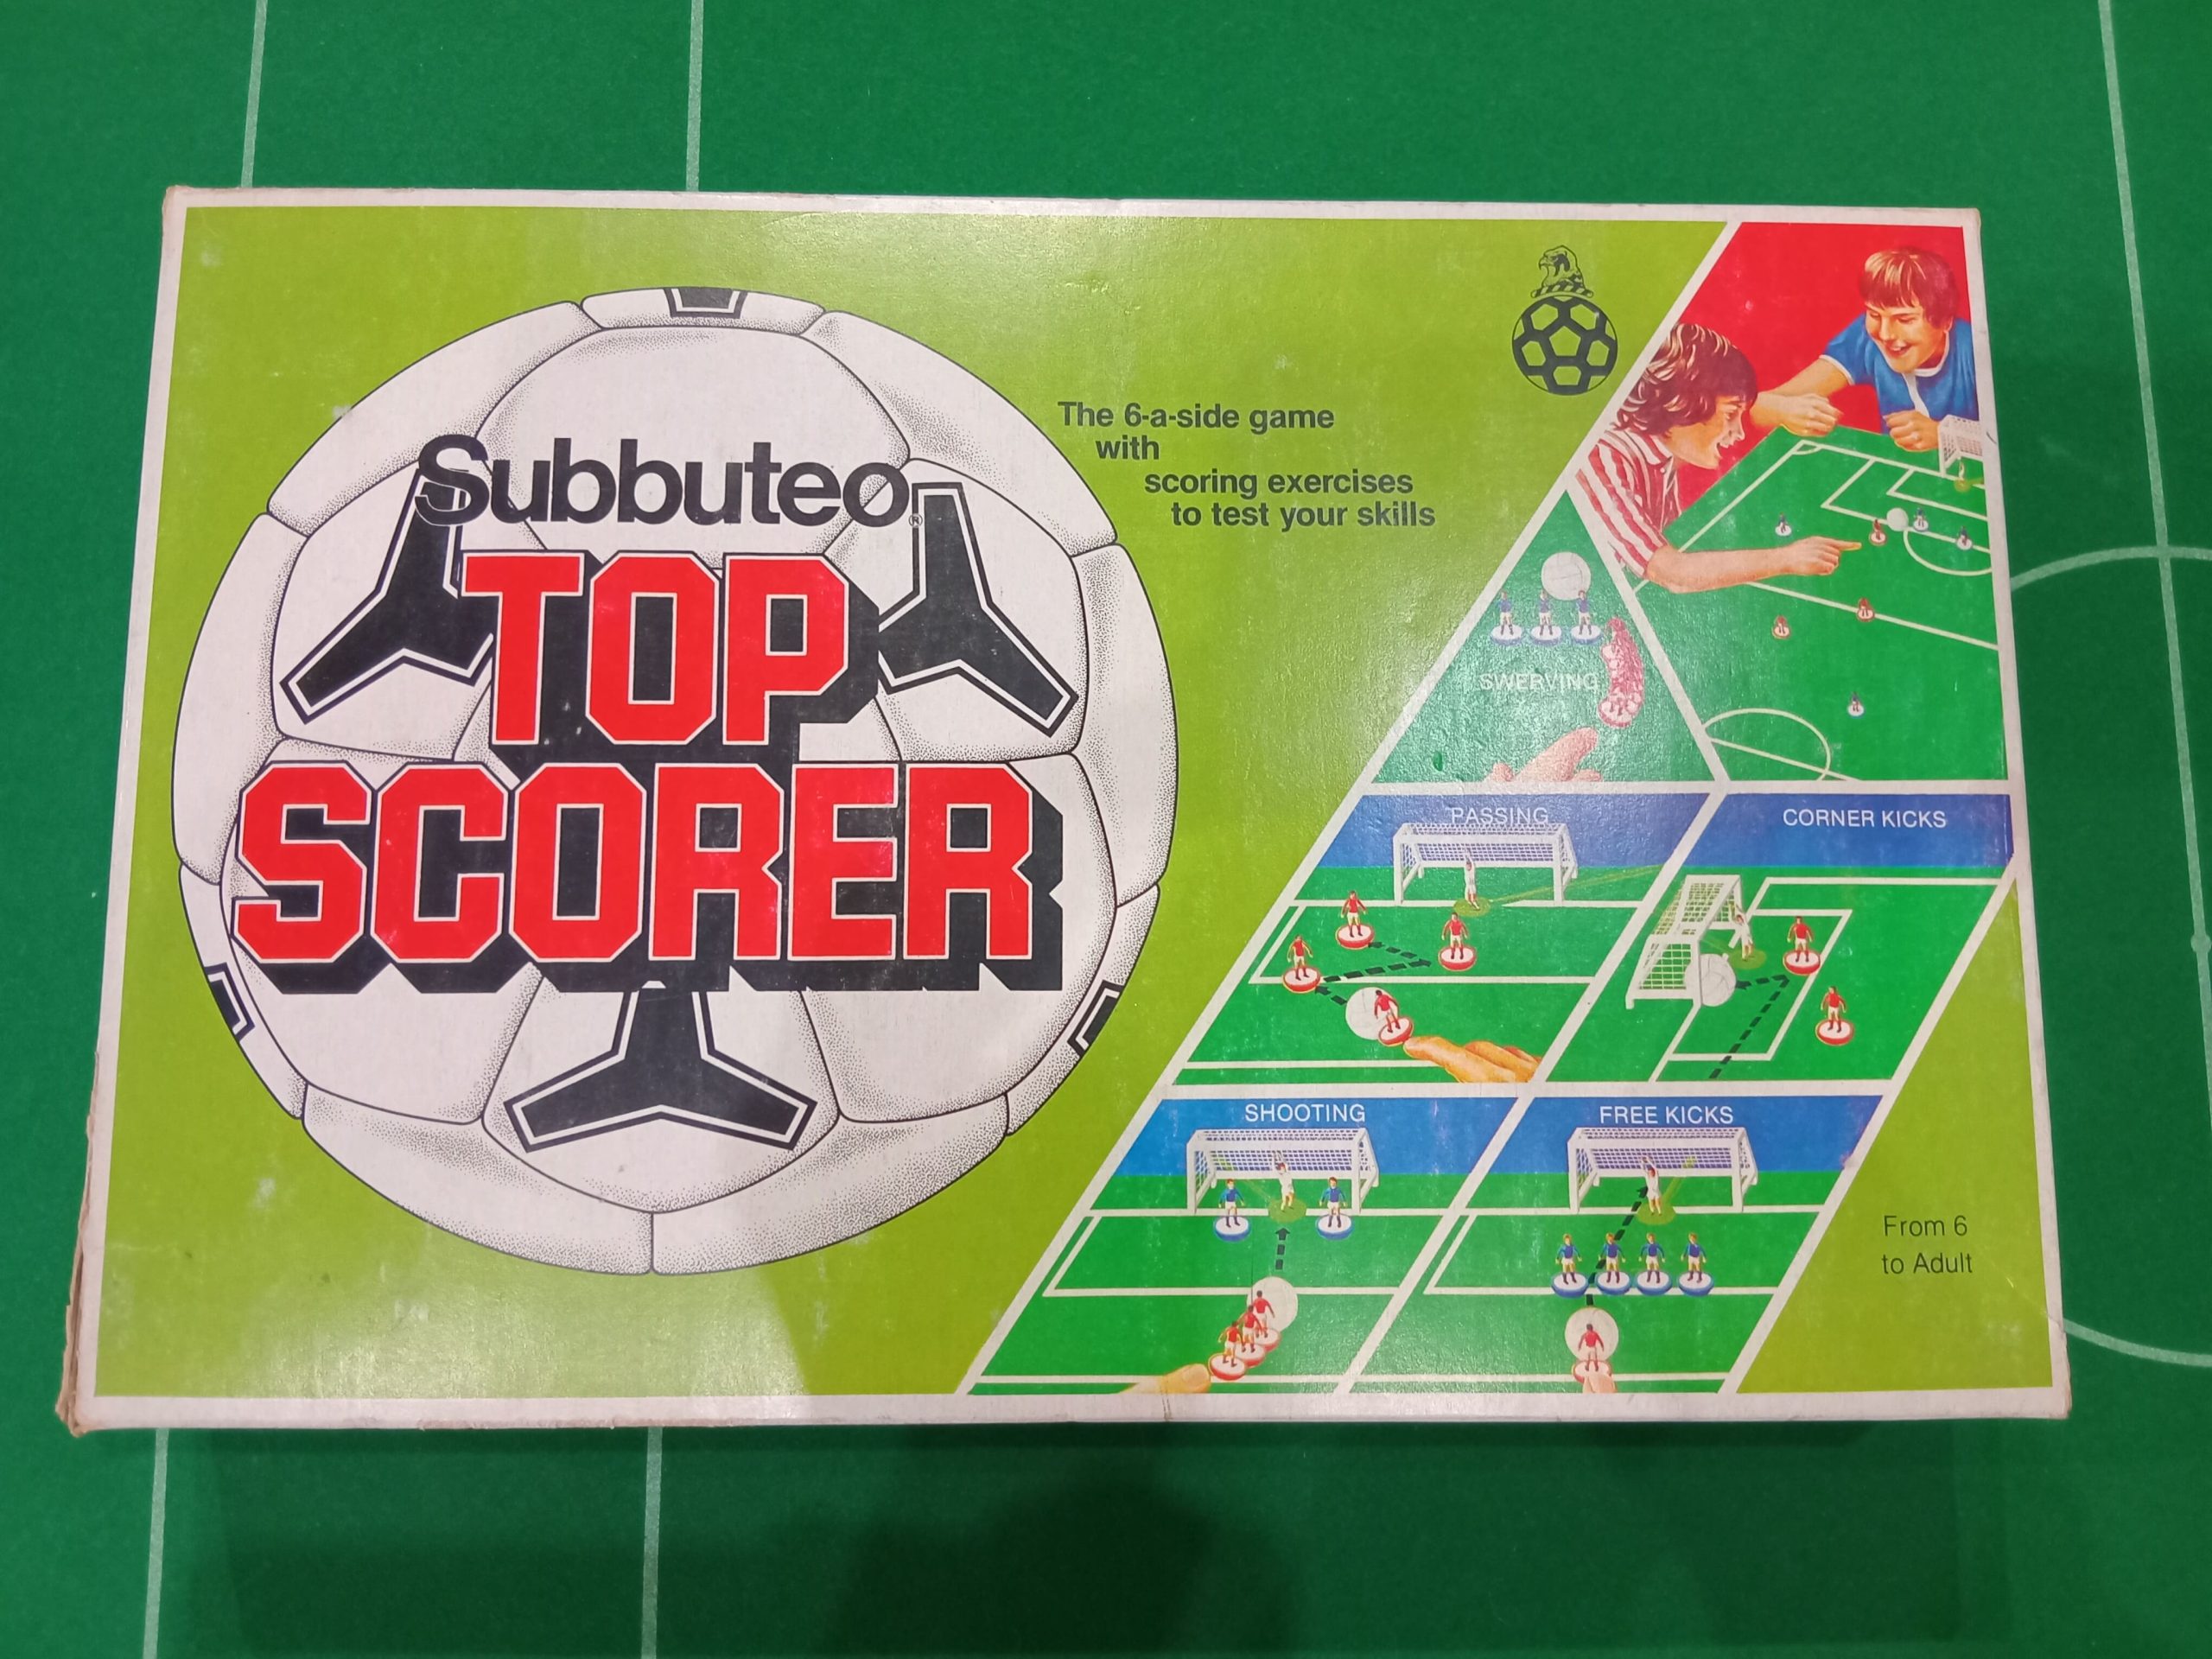 Subbuteo®
TOP
SCORER
The 6-a-side game
with
scoring exercises
to test your skills
SWERVING
PASSING
CORNER KICKS
SHOOTING
FREE KICKS
From 6
to Adult